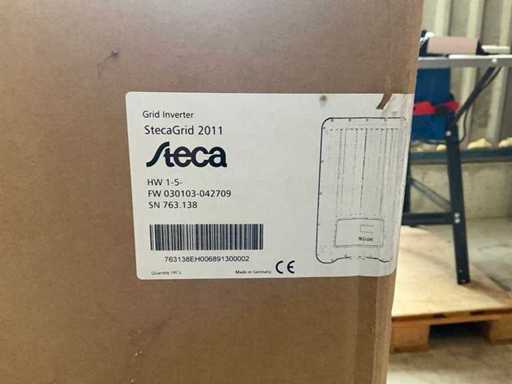 Grid Inverter
StecaGrid 2011
Steca
HW 1-5-
FW 030103-042709
SN 763.138
763138EH006891300002
Made in Germany CE